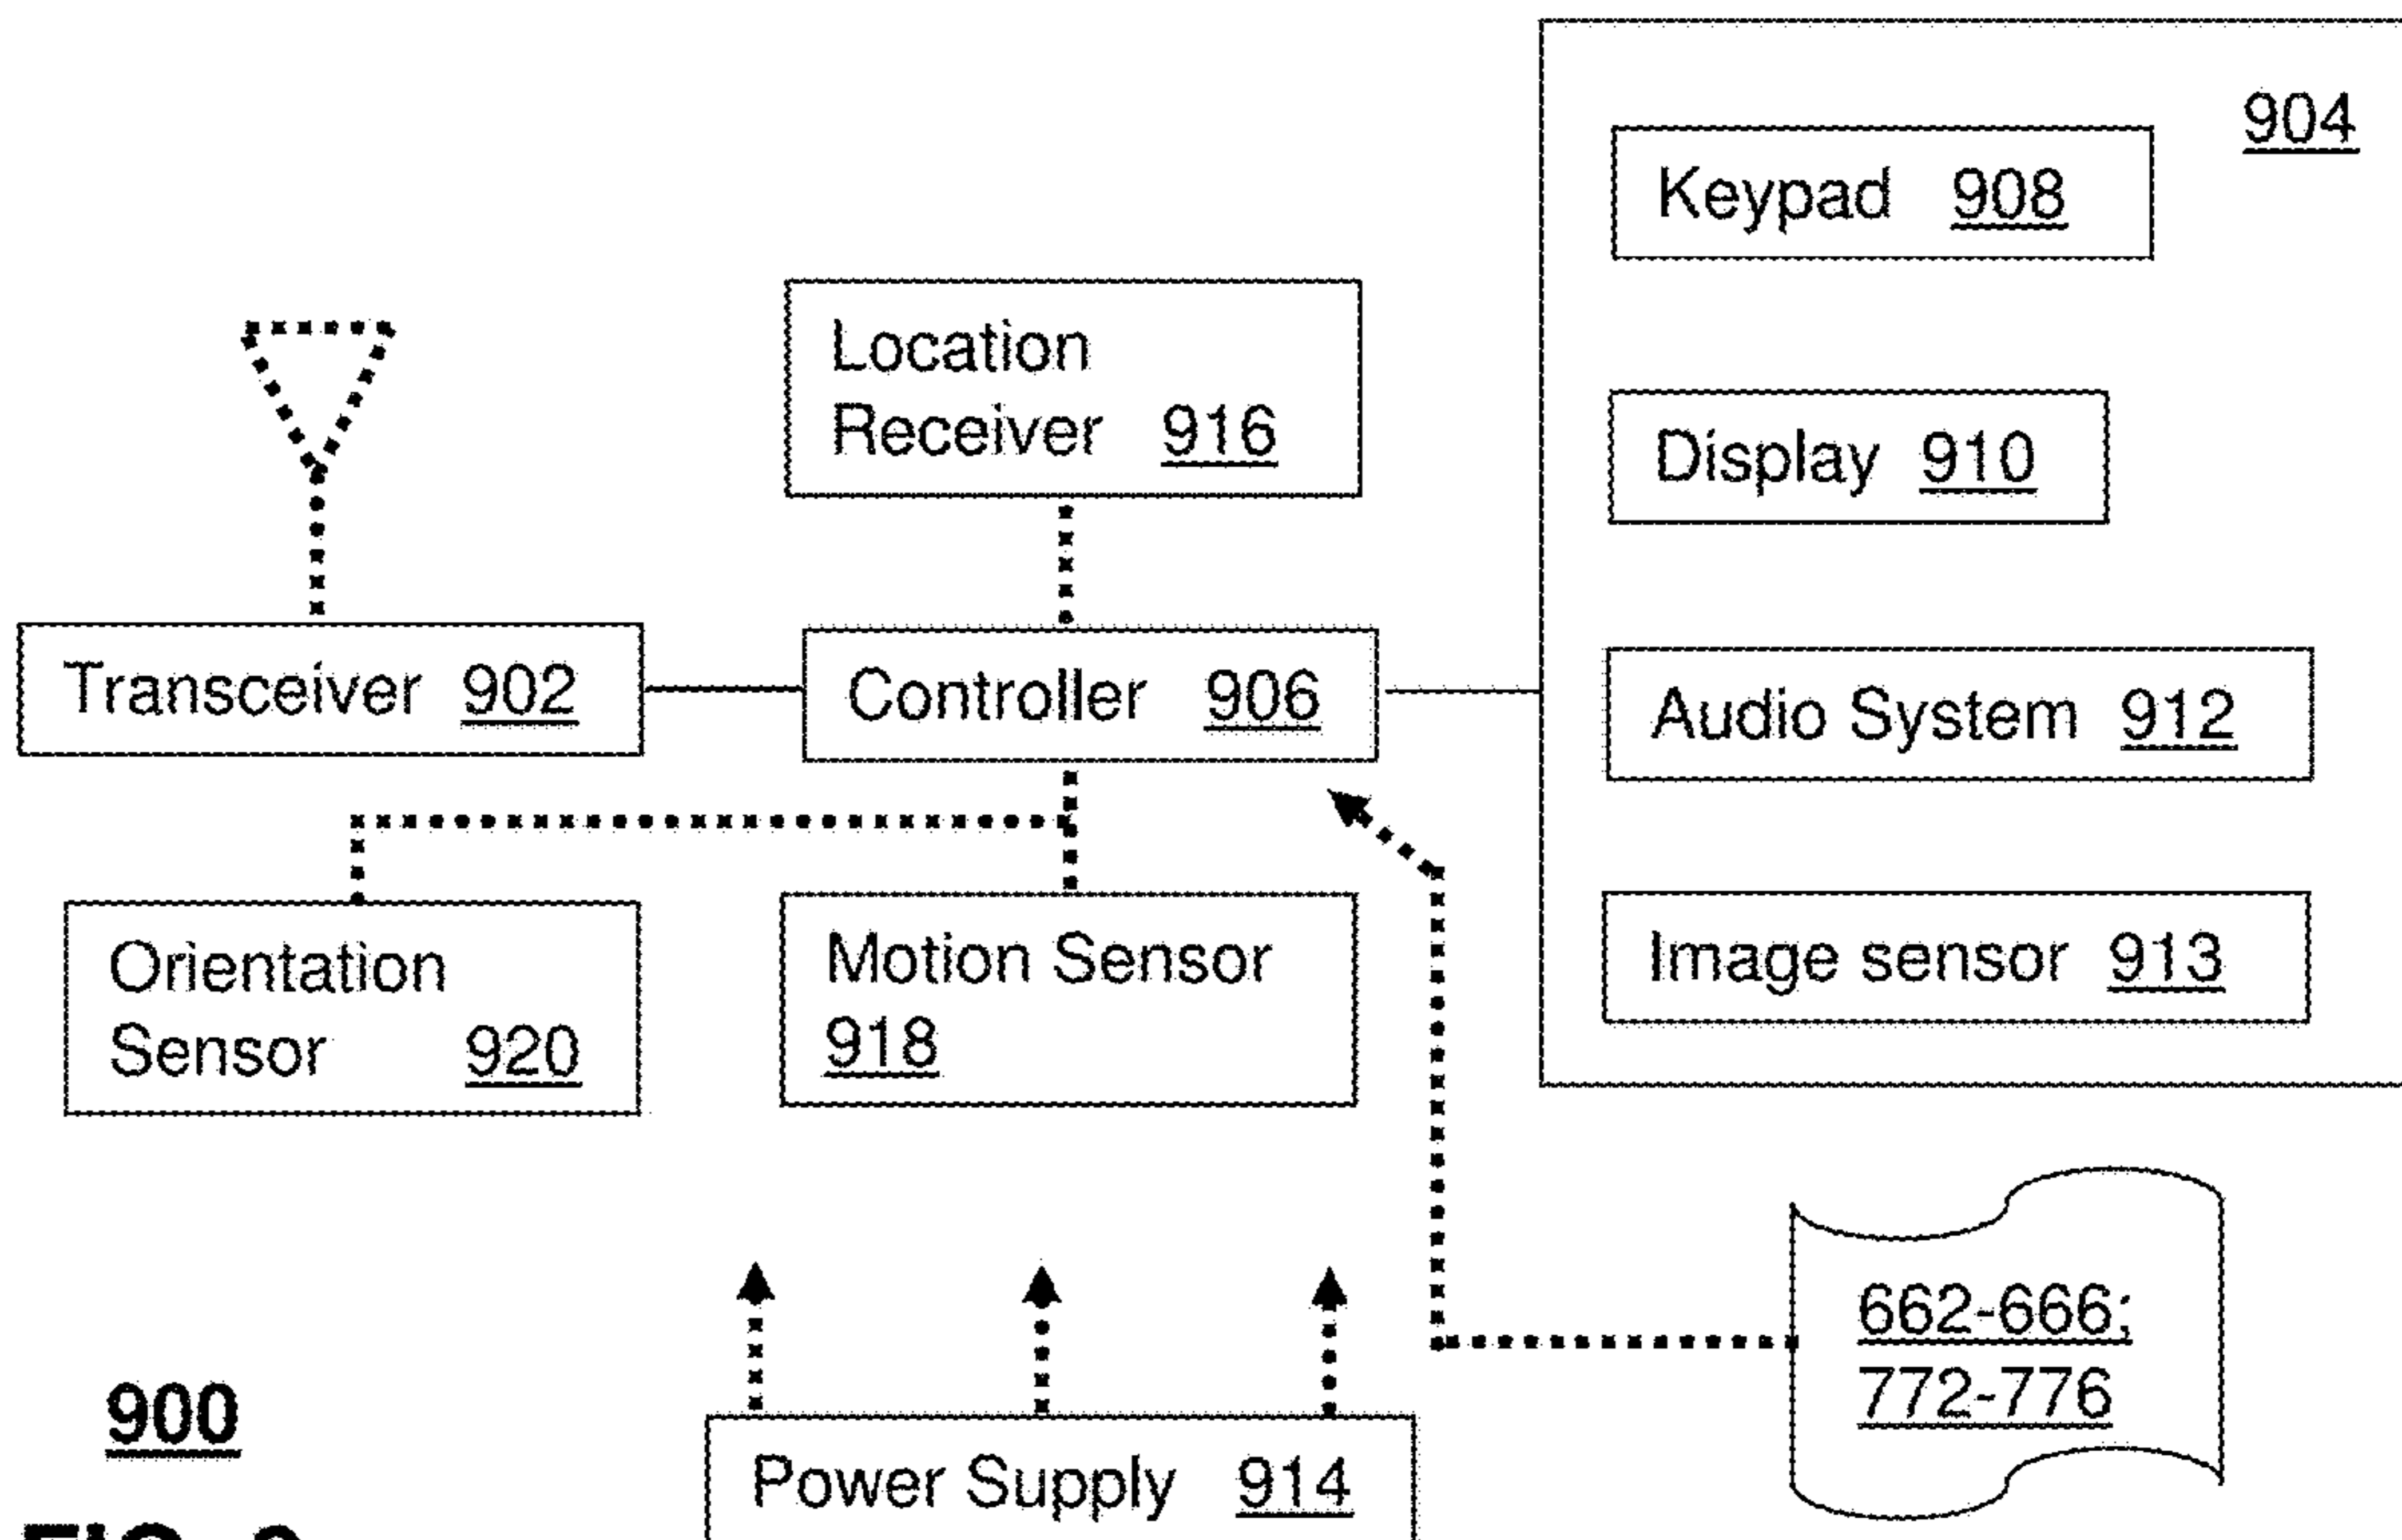 904
Keypad 908
Location
Receiver 916
Display 910
Transceiver 902
Controller 906
Audio System 912
Orientation
Sensor 920
Motion Sensor
918
Image sensor 913
662-666;
772-776
900
Power Supply 914